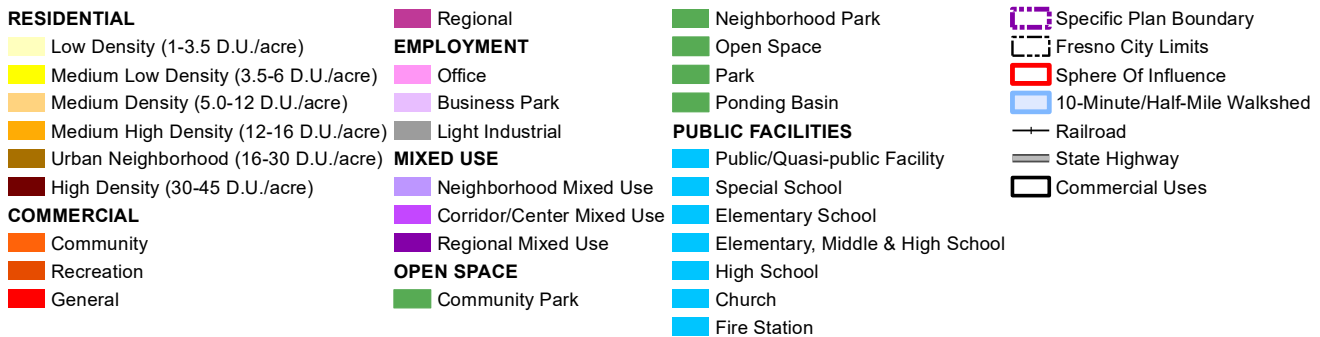 RESIDENTIAL
Low Density (1-3.5 D.U./acre)
Medium Low Density (3.5-6 D.U./acre)
Medium Density (5.0-12 D.U./acre)
Medium High Density (12-16 D.U./acre)
Urban Neighborhood (16-30 D.U./acre)
High Density (30-45 D.U./acre)
COMMERCIAL
Community
Recreation
General
Regional
EMPLOYMENT
Office
Business Park
Light Industrial
MIXED USE
Neighborhood Mixed Use
Corridor/Center Mixed Use
Regional Mixed Use
OPEN SPACE
Community Park
Neighborhood Park
Open Space
Park
Ponding Basin
PUBLIC FACILITIES
Public/Quasi-public Facility
Special School
Elementary School
Elementary, Middle & High School
High School
Church
Fire Station
Specific Plan Boundary
Fresno City Limits
Sphere Of Influence
10-Minute/Half-Mile Walkshed
Railroad
State Highway
Commercial Uses